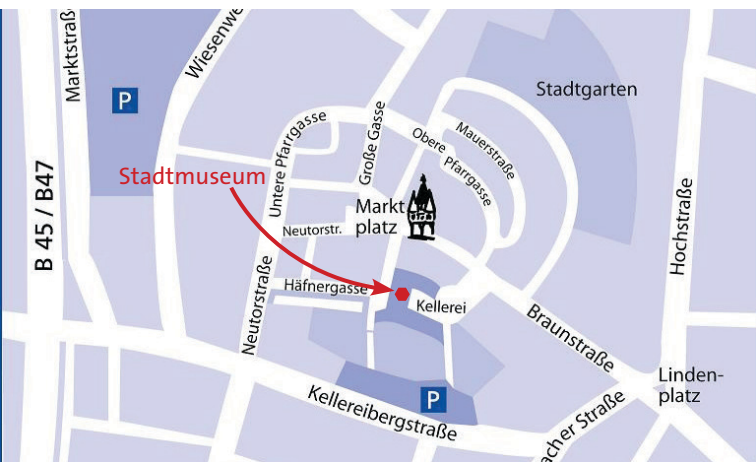 Marktstraß
Wiesenwe
P
Stadtgarten
Untere Pfarrgasse
Große Gasse
Obere
Pfarrgasse
Mauerstraße
Stadtmuseum
B 45 / B47
Markt
platz
Neutorstr.
Hochstraße
Häfnergasse
Kellerei
Neutorstraße
Braunstraße
Linden-
platz
P
Kellereibergstraße
acher Straße